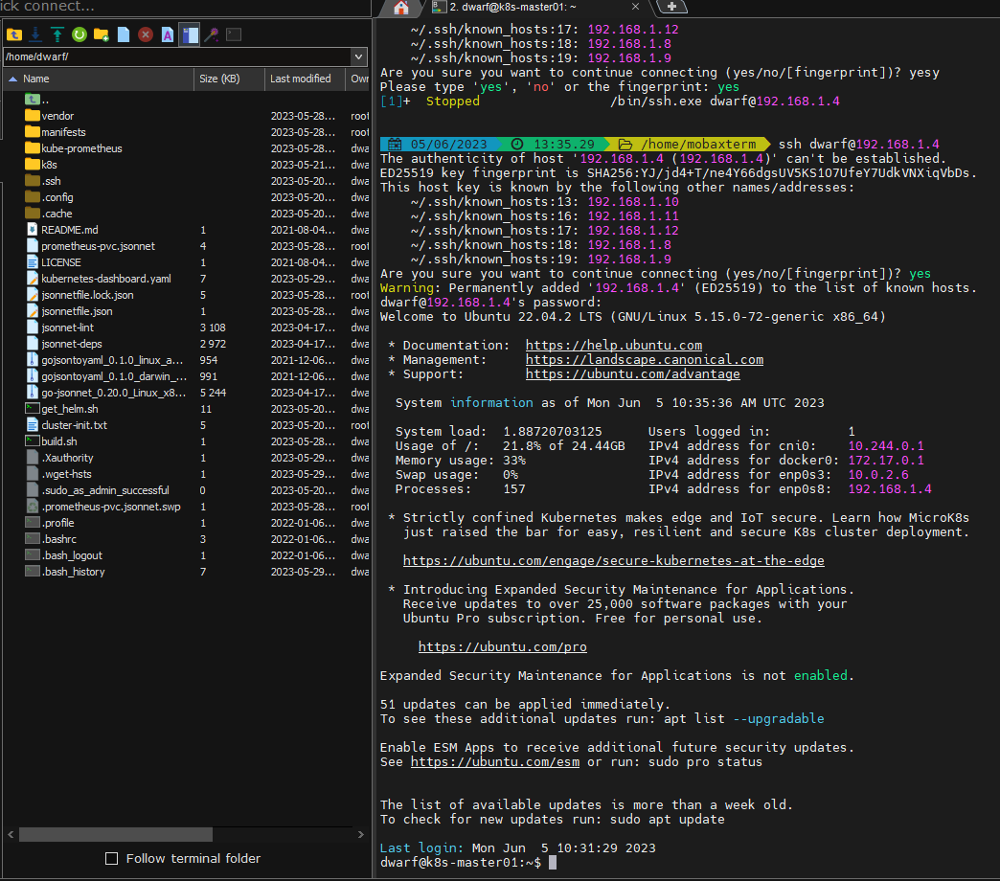 ick connect...
2. dwarf@k8s-master01: ~
/home/dwarf/
Name Size (KB) Last modified Own
..
vendor 2023-05-28... root
manifests 2023-05-28... root
kube-prometheus 2023-05-28... root
k8s 2023-05-21... root
.ssh 2023-05-20... dwa
.config 2023-05-20... dwa
.cache 2023-05-20... dwa
README.md 1 2021-08-04... dwa
prometheus-pvc.jsonnet 4 2023-05-28... root
LICENSE 1 2021-08-04... dwa
kubernetes-dashboard.yaml 7 2023-05-29... root
jsonnetfile.lock.json 5 2023-05-28... root
jsonnetfile.json 1 2023-05-28... root
jsonnet-lint 3 108 2023-04-17... dwa
jsonnet-deps 2 972 2023-04-17... dwa
gojsontoyaml_0.1.0_linux_a... 954 2021-12-06... dwa
gojsontoyaml_0.1.0_darwin_... 991 2021-12-06... dwa
go-jsonnet_0.20.0_Linux_x8... 5 244 2023-04-17... dwa
get_helm.sh 11 2023-05-20... dwa
cluster-init.txt 5 2023-05-20... root
build.sh 1 2023-05-28... dwa
.Xauthority 1 2023-05-28... dwa
.wget-hsts 1 2023-05-28... dwa
.sudo_as_admin_successful 0 2023-05-20... dwa
.prometheus-pvc.jsonnet.swp 1 2023-05-28... root
.profile 1 2022-01-06... dwa
.bashrc 3 2022-01-06... dwa
.bash_logout 1 2022-01-06... dwa
.bash_history 7 2023-05-29... dwa
Follow terminal folder
~/.ssh/known_hosts:17: 192.168.1.12
~/.ssh/known_hosts:18: 192.168.1.8
~/.ssh/known_hosts:19: 192.168.1.9
Are you sure you want to continue connecting (yes/no/[fingerprint])? yesy
Please type 'yes', 'no' or the fingerprint: yes
[1]+  Stopped                 /bin/ssh.exe dwarf@192.168.1.4
05/06/2023 13:35.29 /home/mobaxterm ssh dwarf@192.168.1.4
The authenticity of host '192.168.1.4 (192.168.1.4)' can't be established.
ED25519 key fingerprint is SHA256:YJ/jd4+T/ne4Y66dgsUV5KS1O7UfeY7UdkVNXiqVbDs.
This host key is known by the following other names/addresses:
~/.ssh/known_hosts:13: 192.168.1.10
~/.ssh/known_hosts:16: 192.168.1.11
~/.ssh/known_hosts:17: 192.168.1.12
~/.ssh/known_hosts:18: 192.168.1.8
~/.ssh/known_hosts:19: 192.168.1.9
Are you sure you want to continue connecting (yes/no/[fingerprint])? yes
Warning: Permanently added '192.168.1.4' (ED25519) to the list of known hosts.
dwarf@192.168.1.4's password:
Welcome to Ubuntu 22.04.2 LTS (GNU/Linux 5.15.0-72-generic x86_64)
* Documentation:  https://help.ubuntu.com
* Management:     https://landscape.canonical.com
* Support:        https://ubuntu.com/advantage
System information as of Mon Jun  5 10:35:36 AM UTC 2023
System load:  1.88720703125      Users logged in:          1
Usage of /:   21.8% of 24.44GB   IPv4 address for cni0:    10.244.0.1
Memory usage: 33%                IPv4 address for docker0: 172.17.0.1
Swap usage:   0%                 IPv4 address for enp0s3:  10.0.2.6
Processes:    157                IPv4 address for enp0s8:  192.168.1.4
* Strictly confined Kubernetes makes edge and IoT secure. Learn how MicroK8s
just raised the bar for easy, resilient and secure K8s cluster deployment.
https://ubuntu.com/engage/secure-kubernetes-at-the-edge
* Introducing Expanded Security Maintenance for Applications.
Receive updates to over 25,000 software packages with your
Ubuntu Pro subscription. Free for personal use.
https://ubuntu.com/pro
Expanded Security Maintenance for Applications is not enabled.
51 updates can be applied immediately.
To see these additional updates run: apt list --upgradable
Enable ESM Apps to receive additional future security updates.
See https://ubuntu.com/esm or run: sudo pro status
The list of available updates is more than a week old.
To check for new updates run: sudo apt update
Last login: Mon Jun  5 10:31:29 2023
dwarf@k8s-master01:~$